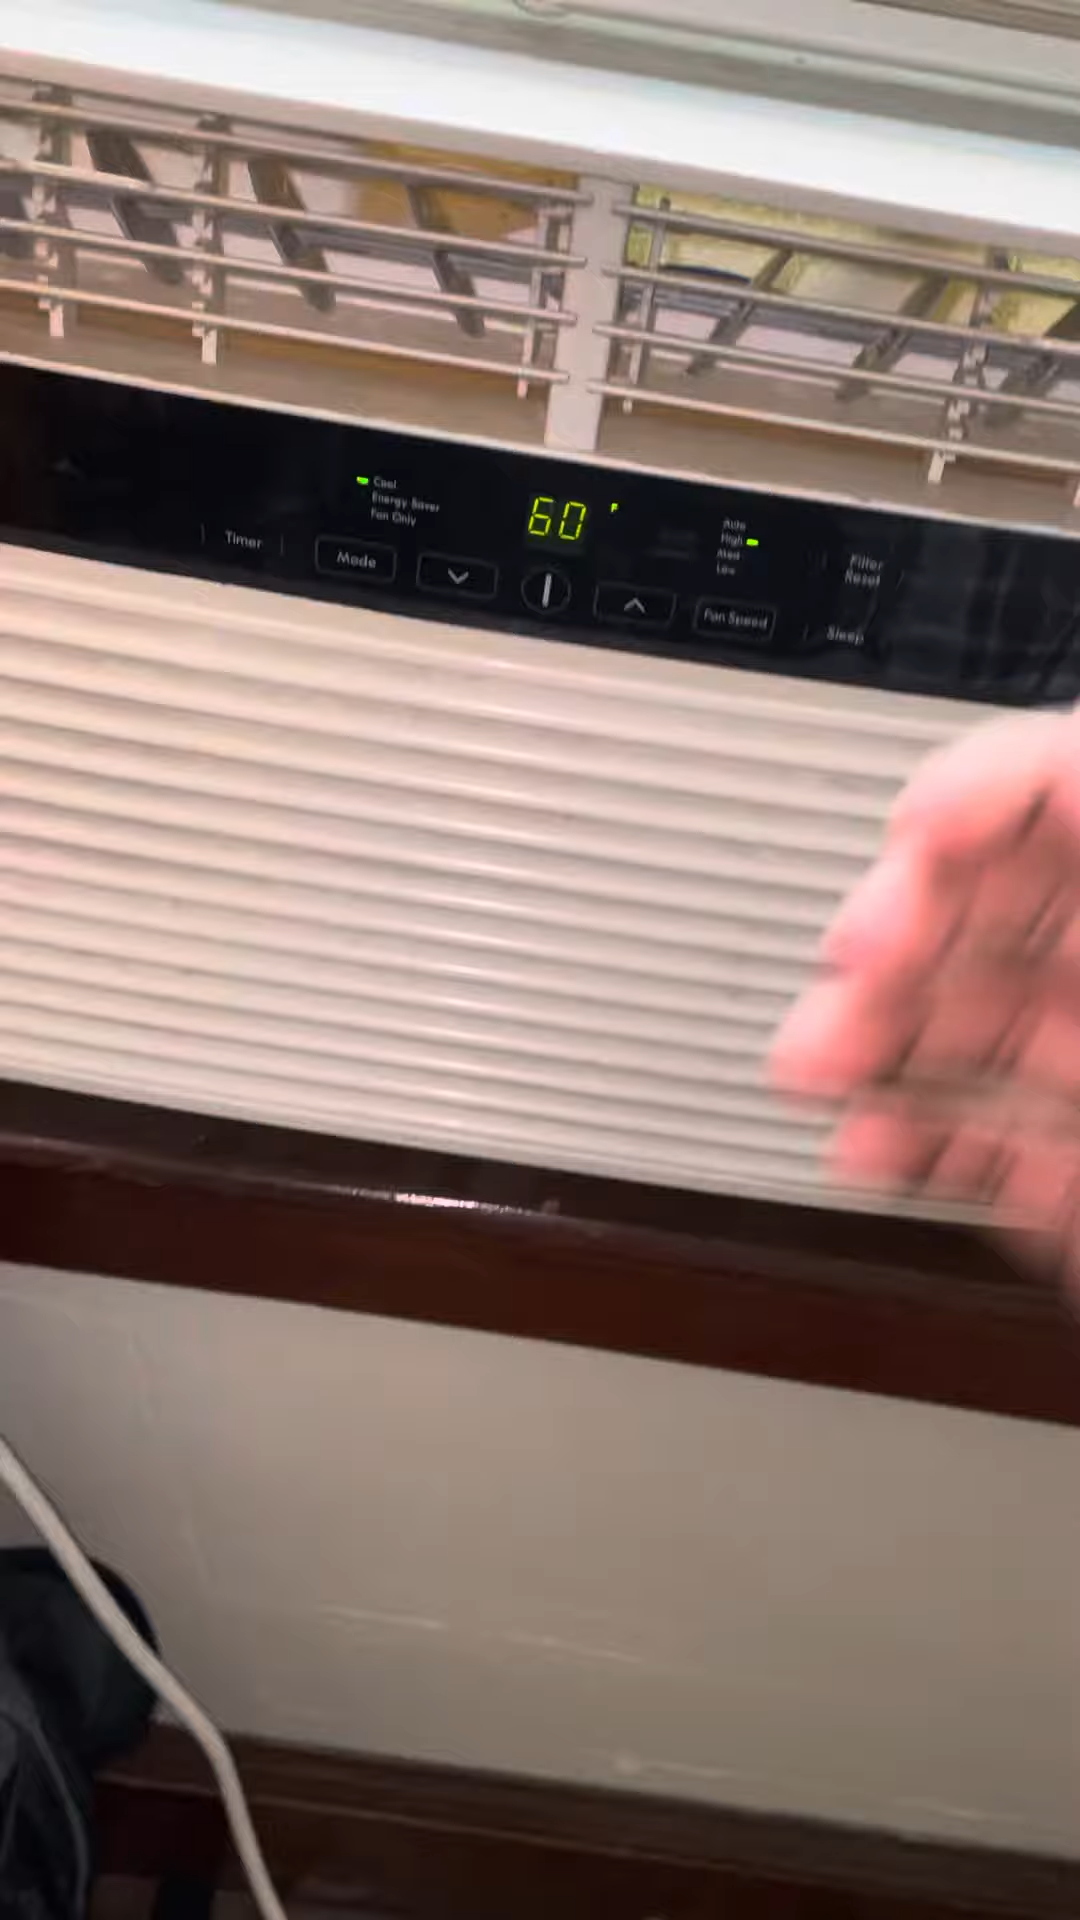 Cool
Energy Saver
Fan Only
60 F
Auto
High
Med
Low
Timer
Mode
Fan Speed
Filter
Reset
Sleep